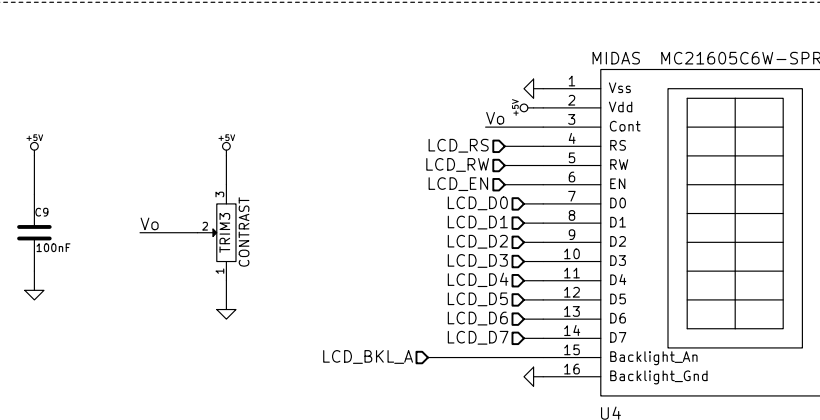 MIDAS MC21605C6W-SPR
1 Vss
+5V 2 Vdd
Vo 3 Cont
LCD_RS 4 RS
LCD_RW 5 RW
LCD_EN 6 EN
LCD_D0 7 D0
LCD_D1 8 D1
LCD_D2 9 D2
LCD_D3 10 D3
LCD_D4 11 D4
LCD_D5 12 D5
LCD_D6 13 D6
LCD_D7 14 D7
LCD_BKL_A 15 Backlight_An
16 Backlight_Gnd
U4
+5V
C9
100nF
+5V
3
Vo 2
TRIM3
CONTRAST
1